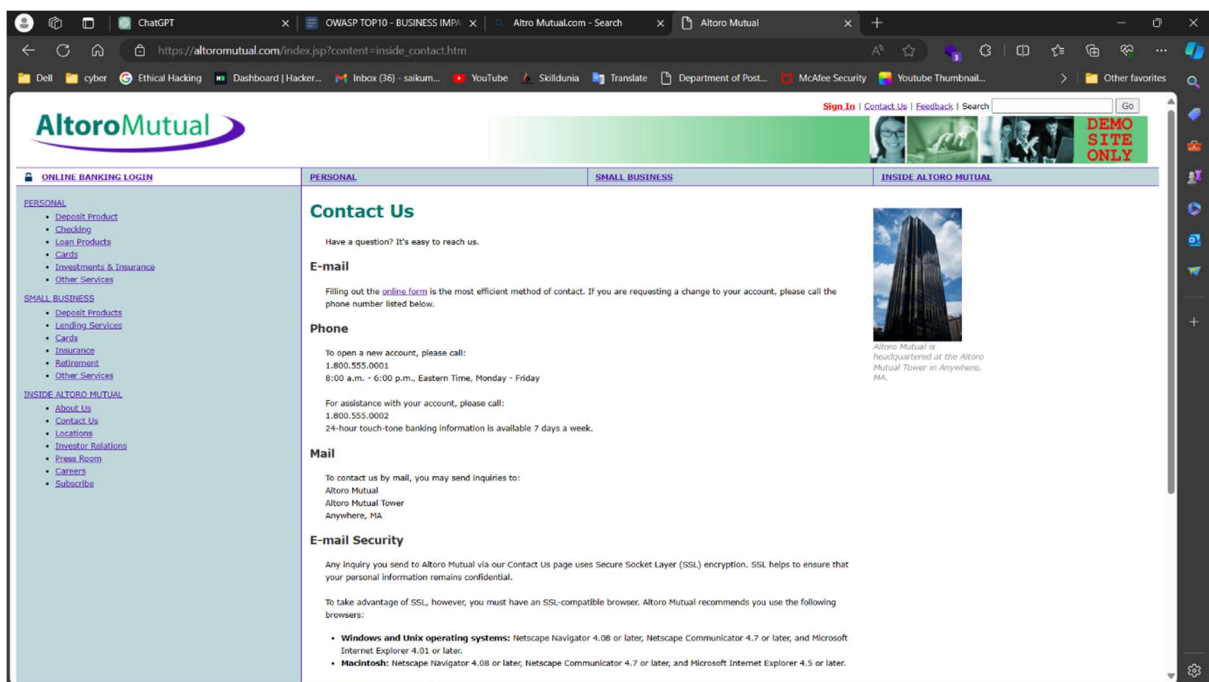 ChatGPT
OWASP TOP10 - BUSINESS IMPA
Altro Mutual.com - Search
Altoro Mutual
https://altoromutual.com/index.jsp?content=inside_contact.htm
3
Dell
cyber
Ethical Hacking
Dashboard | Hacker...
Inbox (36) - saikum...
YouTube
Skilldunia
Translate
Department of Post...
McAfee Security
Youtube Thumbnail...
Other favorites
Sign In | Contact Us | Feedback | Search
Go
AltoroMutual
DEMO
SITE
ONLY
ONLINE BANKING LOGIN
PERSONAL
SMALL BUSINESS
INSIDE ALTORO MUTUAL
PERSONAL
• Deposit Product
• Checking
• Loan Products
• Cards
• Investments & Insurance
• Other Services
SMALL BUSINESS
• Deposit Products
• Lending Services
• Cards
• Insurance
• Retirement
• Other Services
INSIDE ALTORO MUTUAL
• About Us
• Contact Us
• Locations
• Investor Relations
• Press Room
• Careers
• Subscribe
Contact Us
Have a question? It's easy to reach us.
E-mail
Filling out the online form is the most efficient method of contact. If you are requesting a change to your account, please call the
phone number listed below.
Phone
To open a new account, please call:
1.800.555.0001
8:00 a.m. - 6:00 p.m., Eastern Time, Monday - Friday
For assistance with your account, please call:
1.800.555.0002
24-hour touch-tone banking information is available 7 days a week.
Mail
To contact us by mail, you may send inquiries to:
Altoro Mutual
Altoro Mutual Tower
Anywhere, MA
E-mail Security
Any inquiry you send to Altoro Mutual via our Contact Us page uses Secure Socket Layer (SSL) encryption. SSL helps to ensure that
your personal information remains confidential.
To take advantage of SSL, however, you must have an SSL-compatible browser. Altoro Mutual recommends you use the following
browsers:
• Windows and Unix operating systems: Netscape Navigator 4.08 or later, Netscape Communicator 4.7 or later, and Microsoft
Internet Explorer 4.01 or later.
• Macintosh: Netscape Navigator 4.08 or later, Netscape Communicator 4.7 or later, and Microsoft Internet Explorer 4.5 or later.
Altoro Mutual is
headquartered at the Altoro
Mutual Tower in Anywhere,
MA.